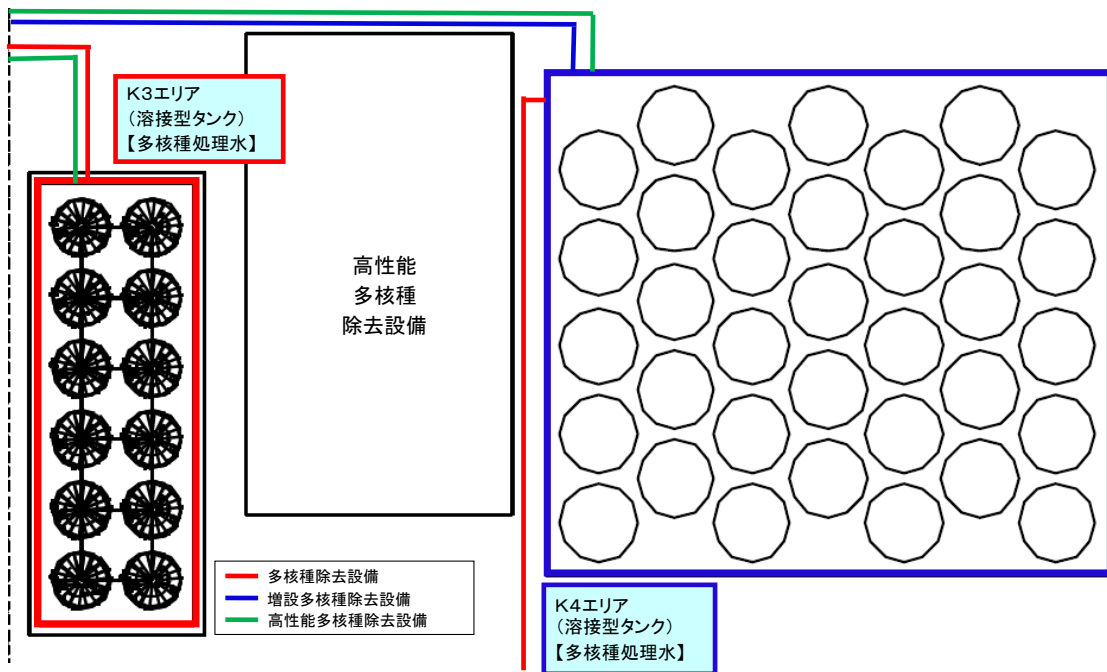 K3エリア
(溶接型タンク)
【多核種処理水】
高性能
多核種
除去設備
多核種除去設備
増設多核種除去設備
高性能多核種除去設備
K4エリア
(溶接型タンク)
【多核種処理水】